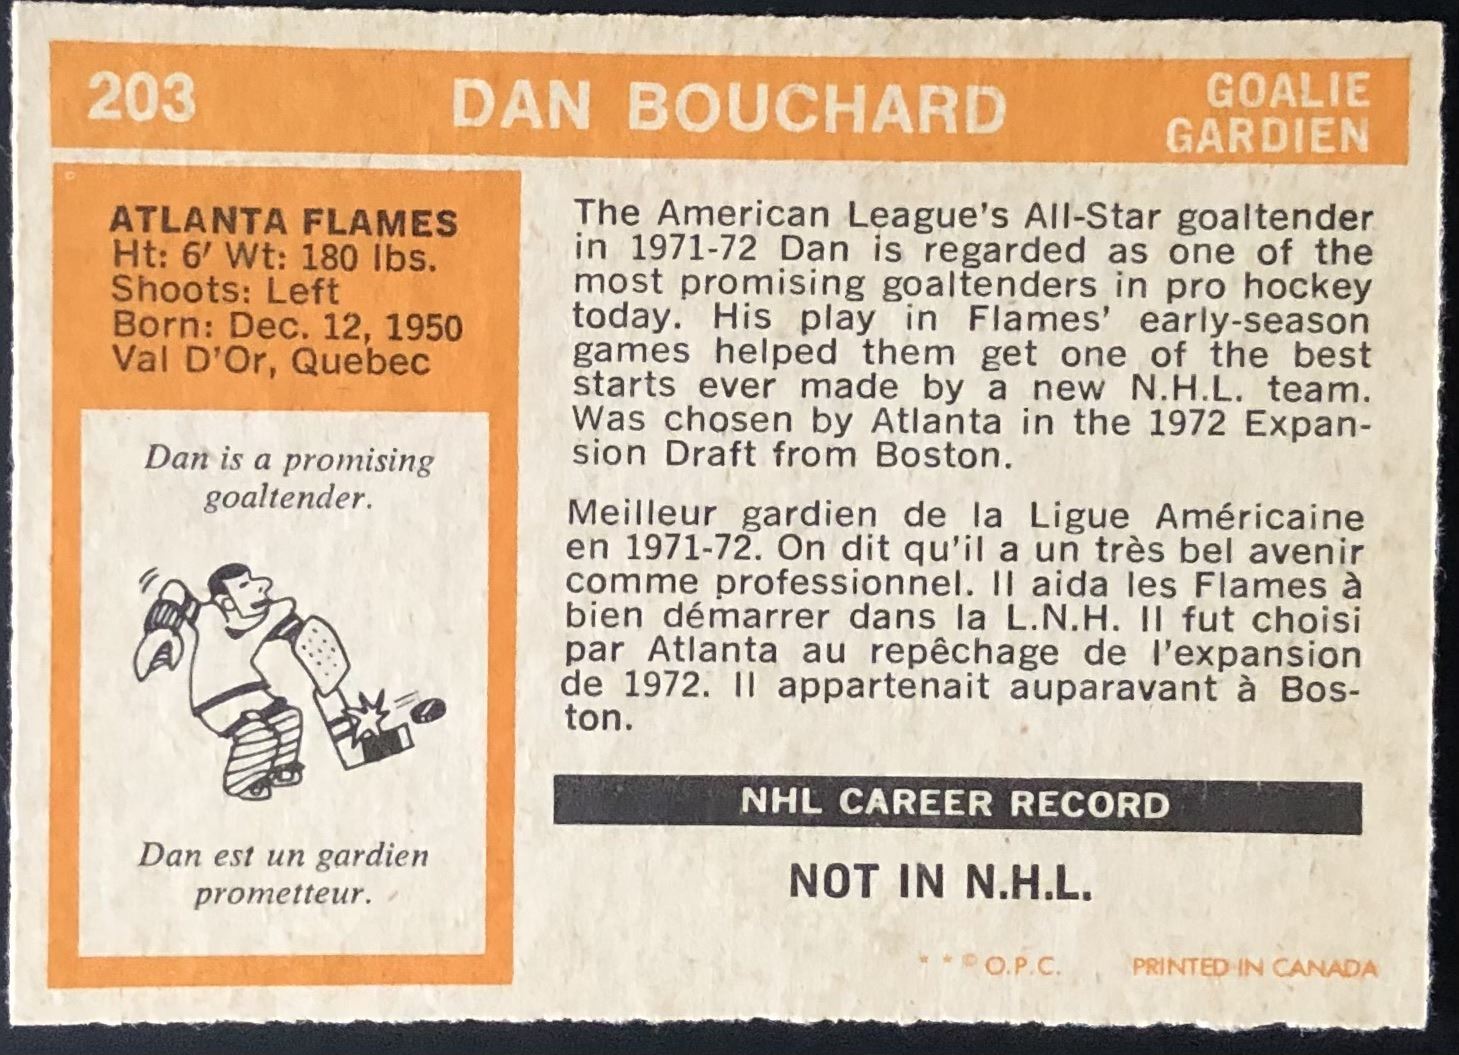 203
DAN BOUCHARD
GOALIE
GARDIEN
ATLANTA FLAMES
Ht: 6' Wt: 180 lbs.
Shoots: Left
Born: Dec. 12, 1950
Val D'Or, Quebec
Dan is a promising
goaltender.
Dan est un gardien
prometteur.
The American League's All-Star goaltender
in 1971-72 Dan is regarded as one of the
most promising goaltenders in pro hockey
today. His play in Flames' early-season
games helped them get one of the best
starts ever made by a new N.H.L. team.
Was chosen by Atlanta in the 1972 Expan-
sion Draft from Boston.
Meilleur gardien de la Ligue Américaine
en 1971-72. On dit qu'il a un très bel avenir
comme professionnel. Il aida les Flames à
bien démarrer dans la L.N.H. Il fut choisi
par Atlanta au repêchage de l'expansion
de 1972. Il appartenait auparavant à Bos-
ton.
NHL CAREER RECORD
NOT IN N.H.L.
* * © O.P.C. PRINTED IN CANADA